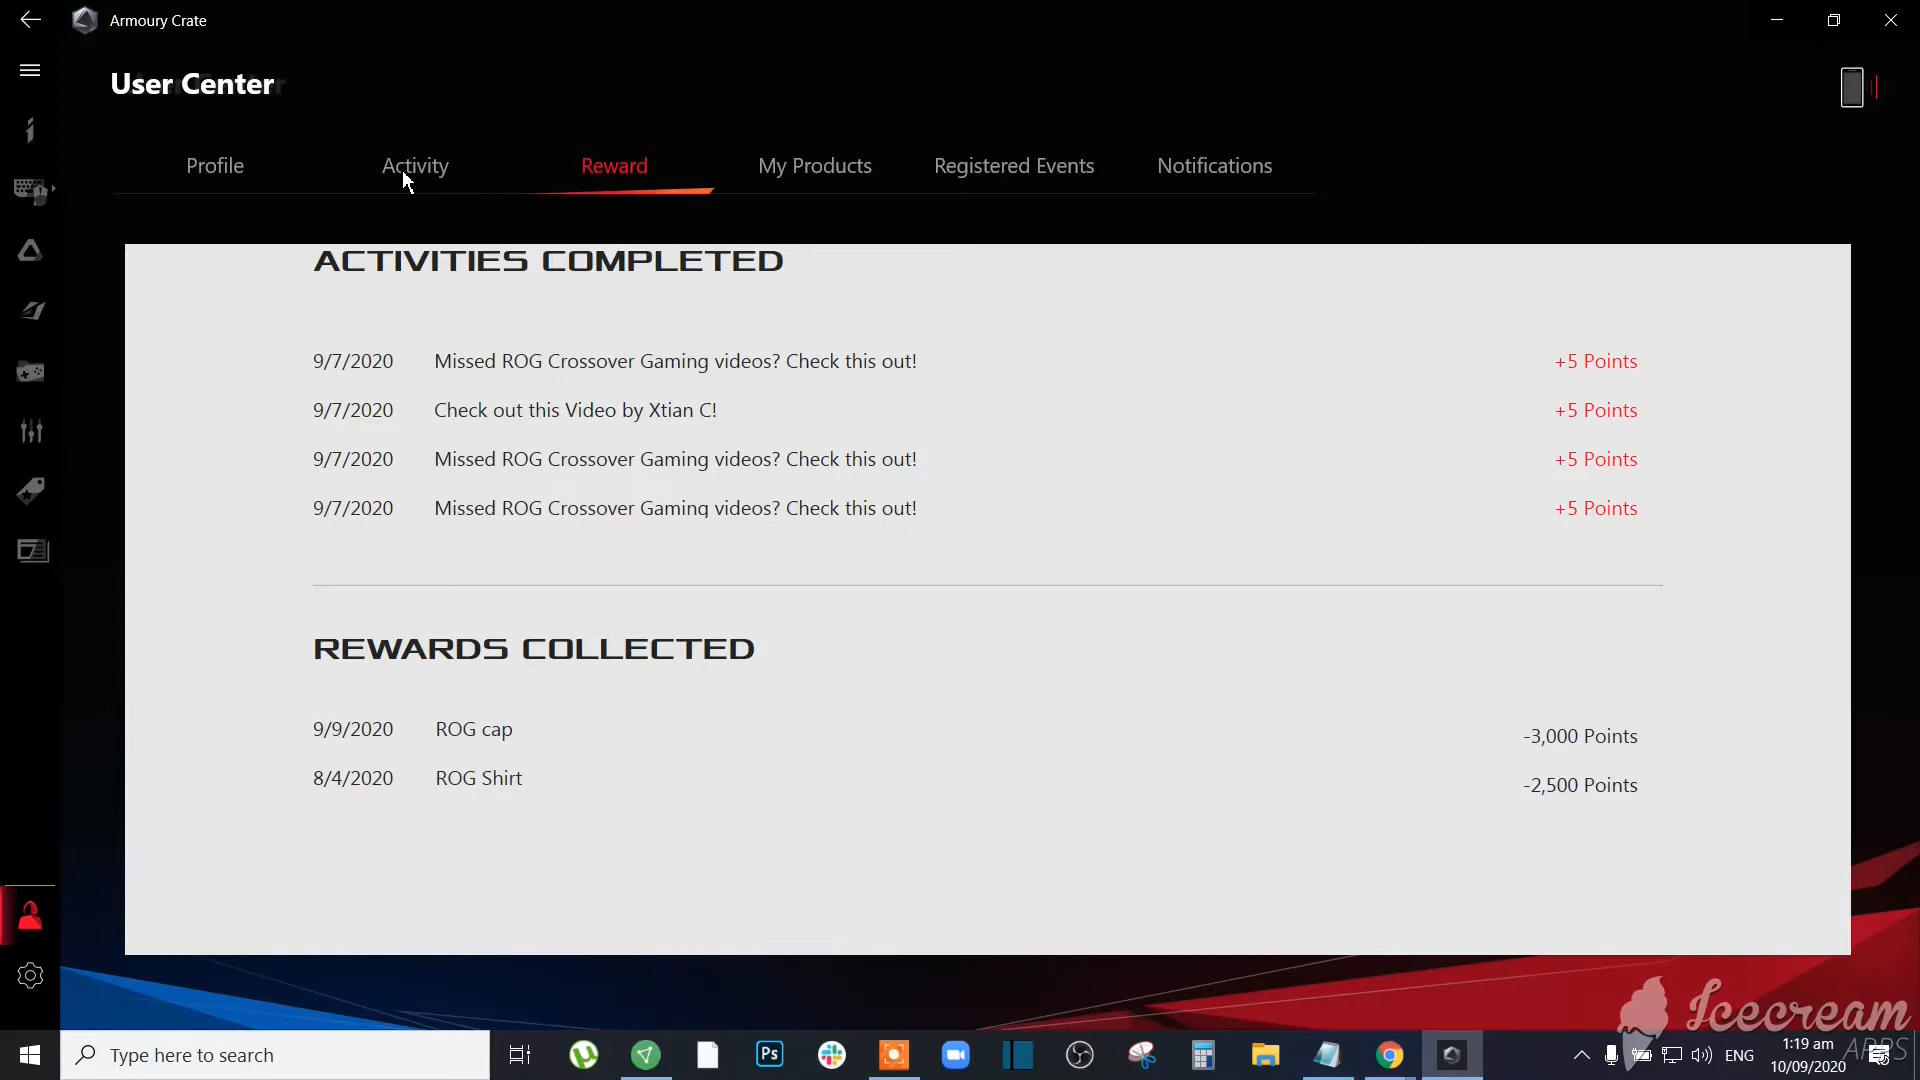 Armoury Crate
User Center
Profile Activity Reward My Products Registered Events Notifications
ACTIVITIES COMPLETED
9/7/2020 Missed ROG Crossover Gaming videos? Check this out! +5 Points
9/7/2020 Check out this Video by Xtian C! +5 Points
9/7/2020 Missed ROG Crossover Gaming videos? Check this out! +5 Points
9/7/2020 Missed ROG Crossover Gaming videos? Check this out! +5 Points
REWARDS COLLECTED
9/9/2020 ROG cap -3,000 Points
8/4/2020 ROG Shirt -2,500 Points
Icecream
APPS
Type here to search
Ps
ENG
1:19 am
10/09/2020